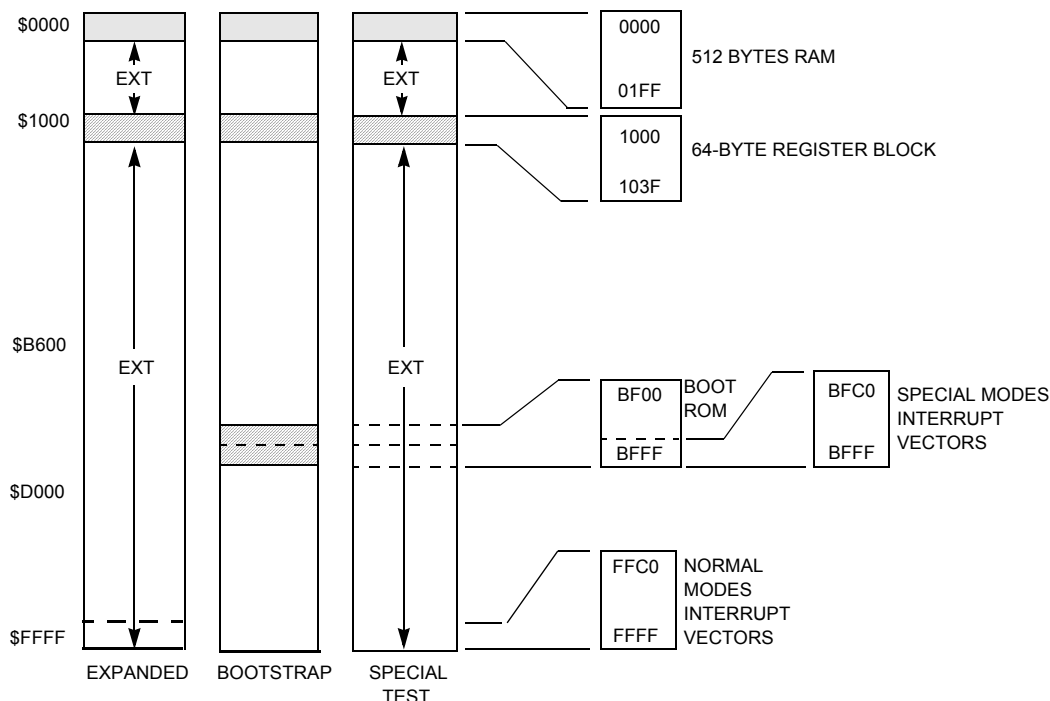 $0000
EXT
$1000
EXT
$B600
$D000
$FFFF
EXPANDED
BOOTSTRAP
EXT
EXT
SPECIAL
TEST
0000
01FF
512 BYTES RAM
1000
103F
64-BYTE REGISTER BLOCK
BF00
BFFF
BOOT
ROM
BFC0
BFFF
SPECIAL MODES
INTERRUPT
VECTORS
FFC0
FFFF
NORMAL
MODES
INTERRUPT
VECTORS